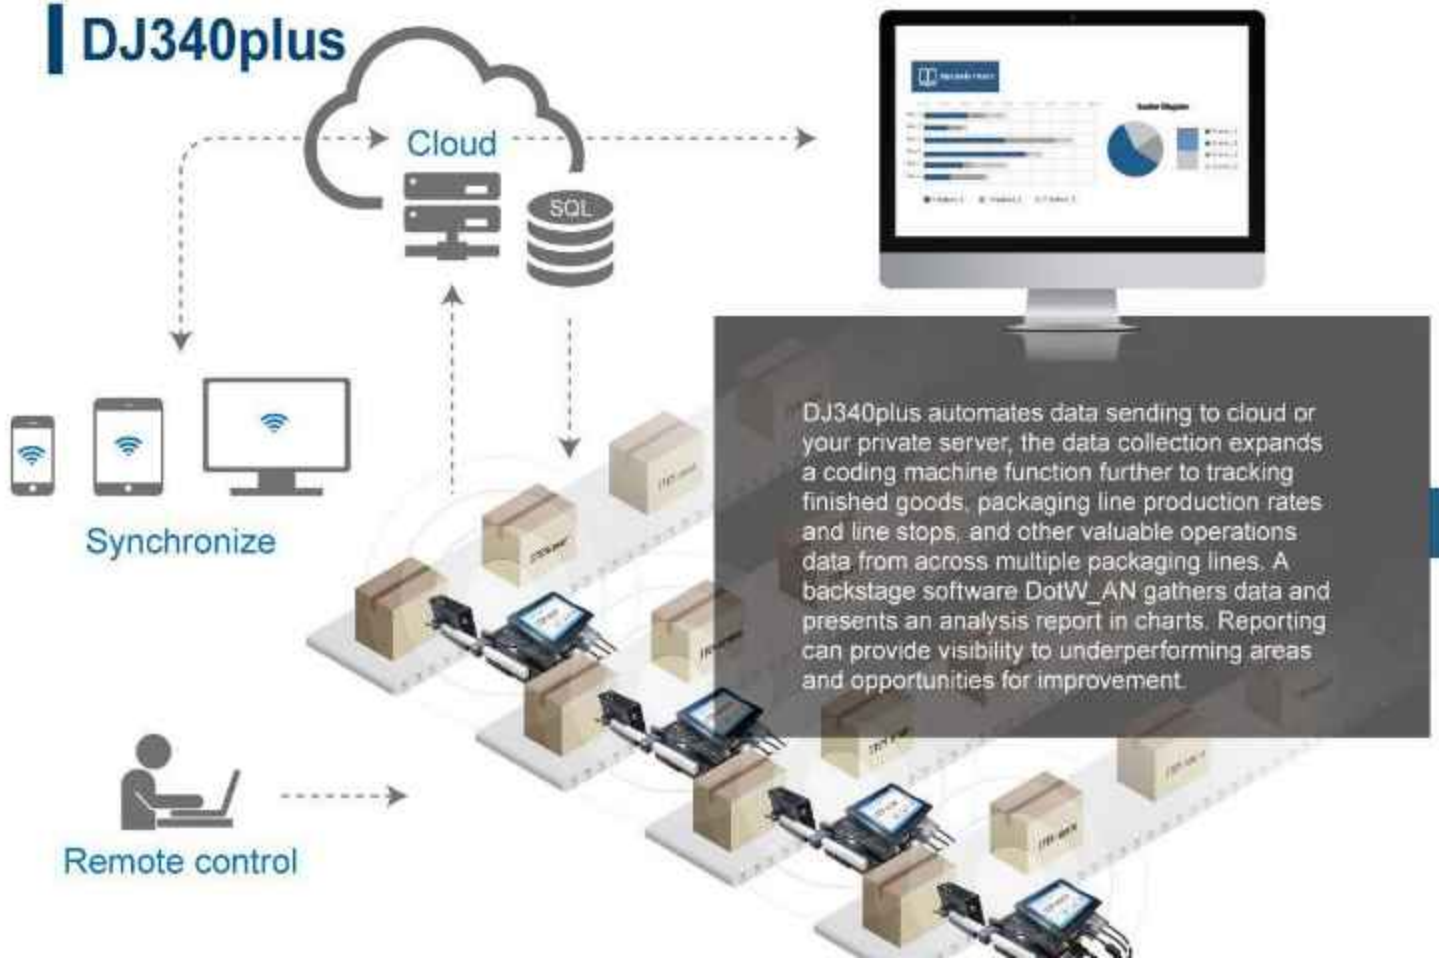 DJ340plus
Cloud
SQL
Synchronize
Remote control
DJ340plus automates data sending to cloud or
your private server, the data collection expands
a coding machine function further to tracking
finished goods, packaging line production rates
and line stops, and other valuable operations
data from across multiple packaging lines. A
backstage software DotW_AN gathers data and
presents an analysis report in charts. Reporting
can provide visibility to underperforming areas
and opportunities for improvement.